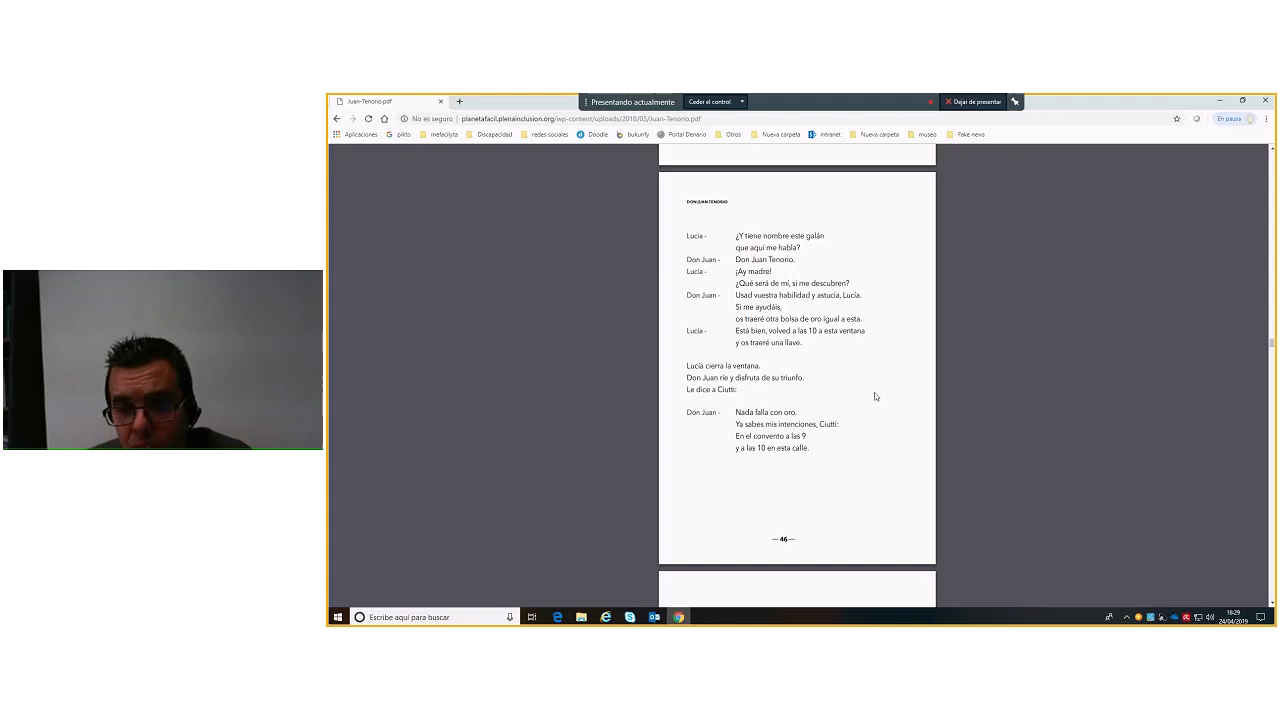 Juan-Tenorio.pdf
Presentando actualmente
Ceder el control
Dejar de presentar
No es seguro
planetafacil.plenainclusion.org/wp-content/uploads/2018/05/Juan-Tenorio.pdf
En pausa
Aplicaciones
pikto
mefacilyta
Discapacidad
redes sociales
Doodle
bukunfy
Portal Denario
Otros
Nueva carpeta
intranet
Nueva carpeta
museo
Fake news
DON JUAN TENORIO
Lucía - ¿Y tiene nombre este galán
que aquí me habla?
Don Juan - Don Juan Tenorio.
Lucía - ¡Ay madre!
¿Qué será de mí, si me descubren?
Don Juan - Usad vuestra habilidad y astucia, Lucía.
Si me ayudáis,
os traeré otra bolsa de oro igual a esta.
Lucía - Está bien, volved a las 10 a esta ventana
y os traeré una llave.
Lucía cierra la ventana.
Don Juan ríe y disfruta de su triunfo.
Le dice a Ciutti:
Don Juan - Nada falla con oro.
Ya sabes mis intenciones, Ciutti:
En el convento a las 9
y a las 10 en esta calle.
— 46 —
Escribe aquí para buscar
16:29
24/04/2019